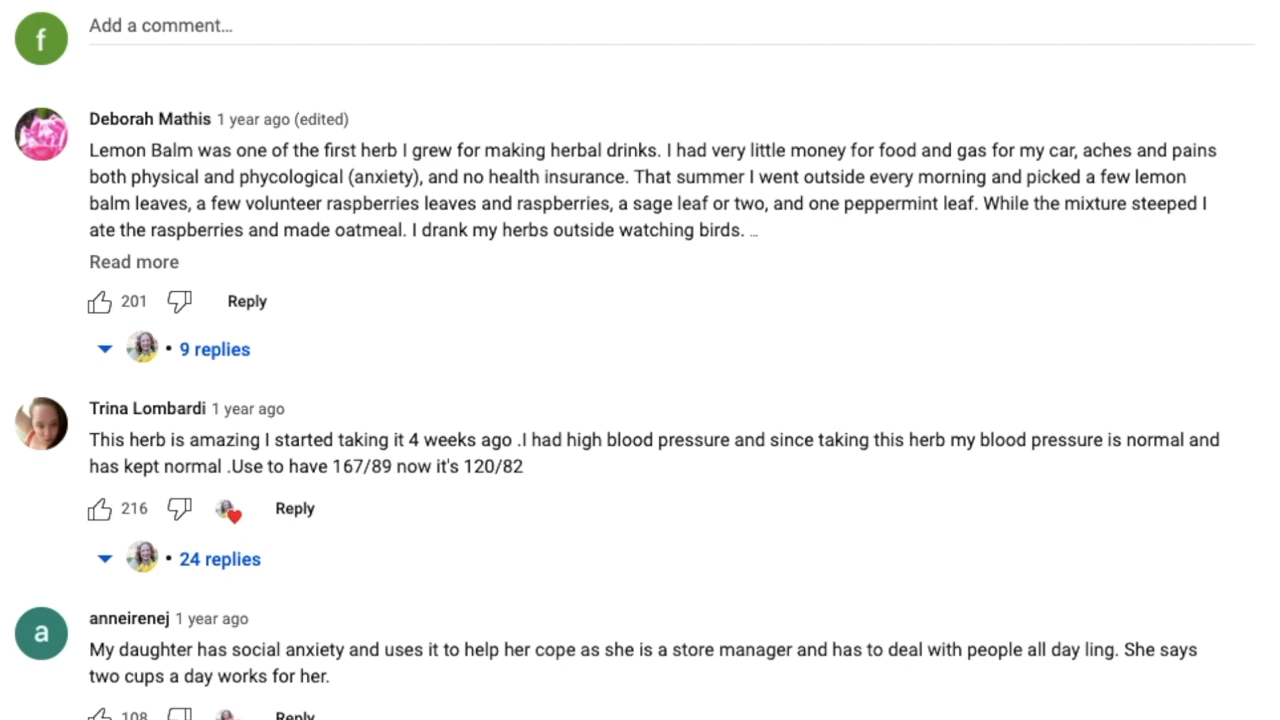 f
Add a comment...
Deborah Mathis 1 year ago (edited)
Lemon Balm was one of the first herb I grew for making herbal drinks. I had very little money for food and gas for my car, aches and pains
both physical and phycological (anxiety), and no health insurance. That summer I went outside every morning and picked a few lemon
balm leaves, a few volunteer raspberries leaves and raspberries, a sage leaf or two, and one peppermint leaf. While the mixture steeped I
ate the raspberries and made oatmeal. I drank my herbs outside watching birds. ...
Read more
201 Reply
• 9 replies
Trina Lombardi 1 year ago
This herb is amazing I started taking it 4 weeks ago .I had high blood pressure and since taking this herb my blood pressure is normal and
has kept normal .Use to have 167/89 now it's 120/82
216 Reply
• 24 replies
a
anneirenej 1 year ago
My daughter has social anxiety and uses it to help her cope as she is a store manager and has to deal with people all day ling. She says
two cups a day works for her.
108 Reply